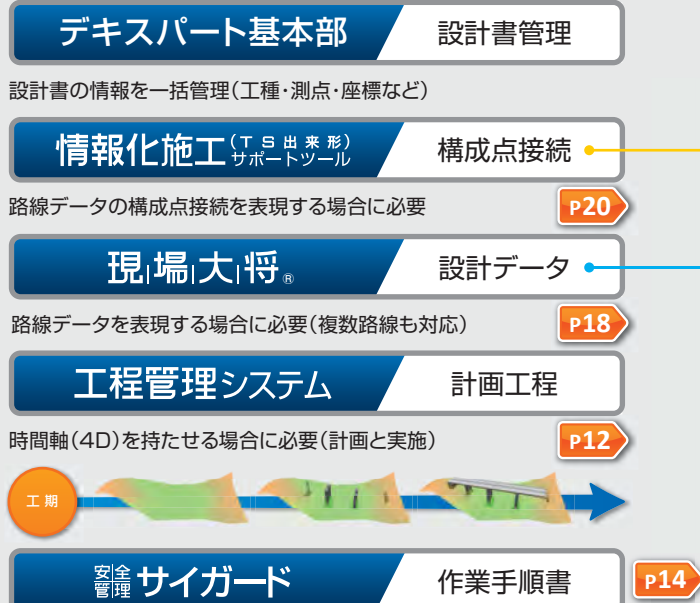 デキスパート基本部 設計書管理
設計書の情報を一括管理(工種・測点・座標など)
情報化施工(TS出来形)サポートツール 構成点接続
路線データの構成点接続を表現する場合に必要 P20
現場大将® 設計データ
路線データを表現する場合に必要(複数路線も対応) P18
工程管理システム 計画工程
時間軸(4D)を持たせる場合に必要(計画と実施) P12
工期
安全管理 サイガード 作業手順書 P14